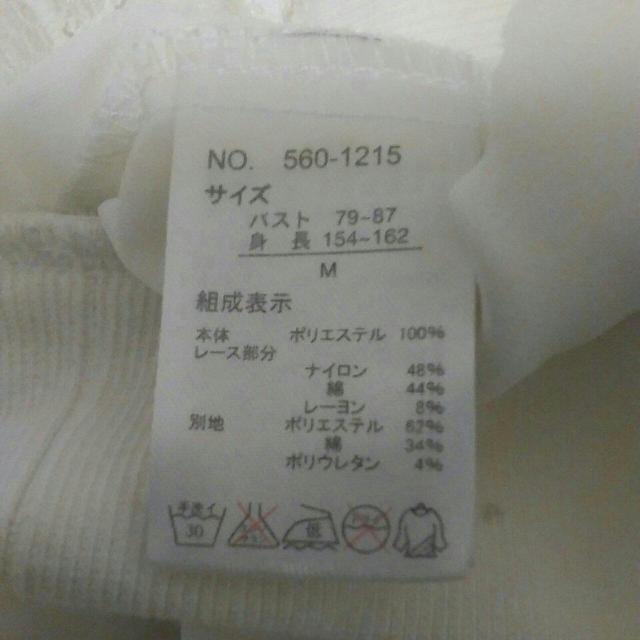 NO. 560-1215
サイズ
バスト 79-87
身長 154-162
M
組成表示
本体 ポリエステル 100%
レース部分
ナイロン 48%
綿 44%
レーヨン 8%
別地 ポリエステル 62%
綿 34%
ポリウレタン 4%